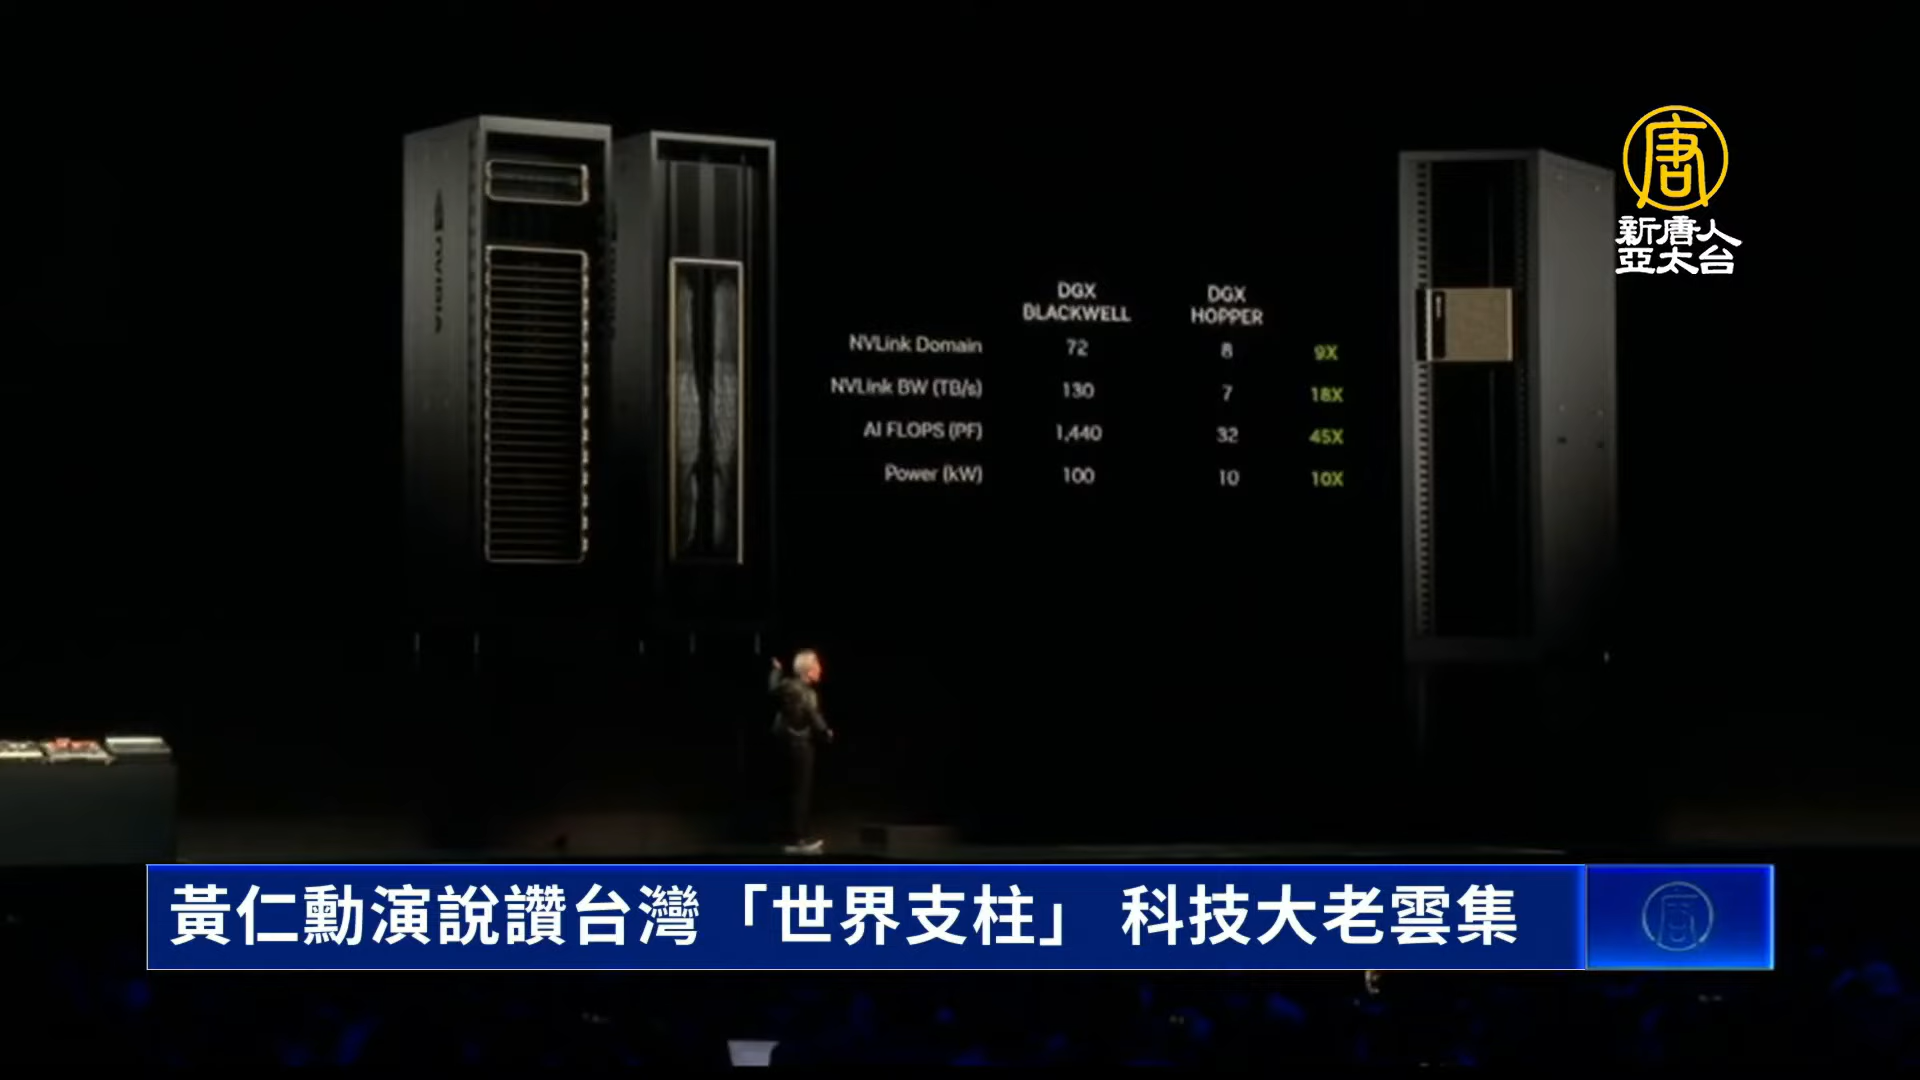 唐
新唐人
亞太台
NVIDIA
DGX
BLACKWELL
DGX
HOPPER
NVLink Domain 72 8 9X
NVLink BW (TB/s) 130 7 18X
AI FLOPS (PF) 1,440 32 45X
Power (kW) 100 10 10X
黃仁勳演說讚台灣「世界支柱」 科技大老雲集
唐